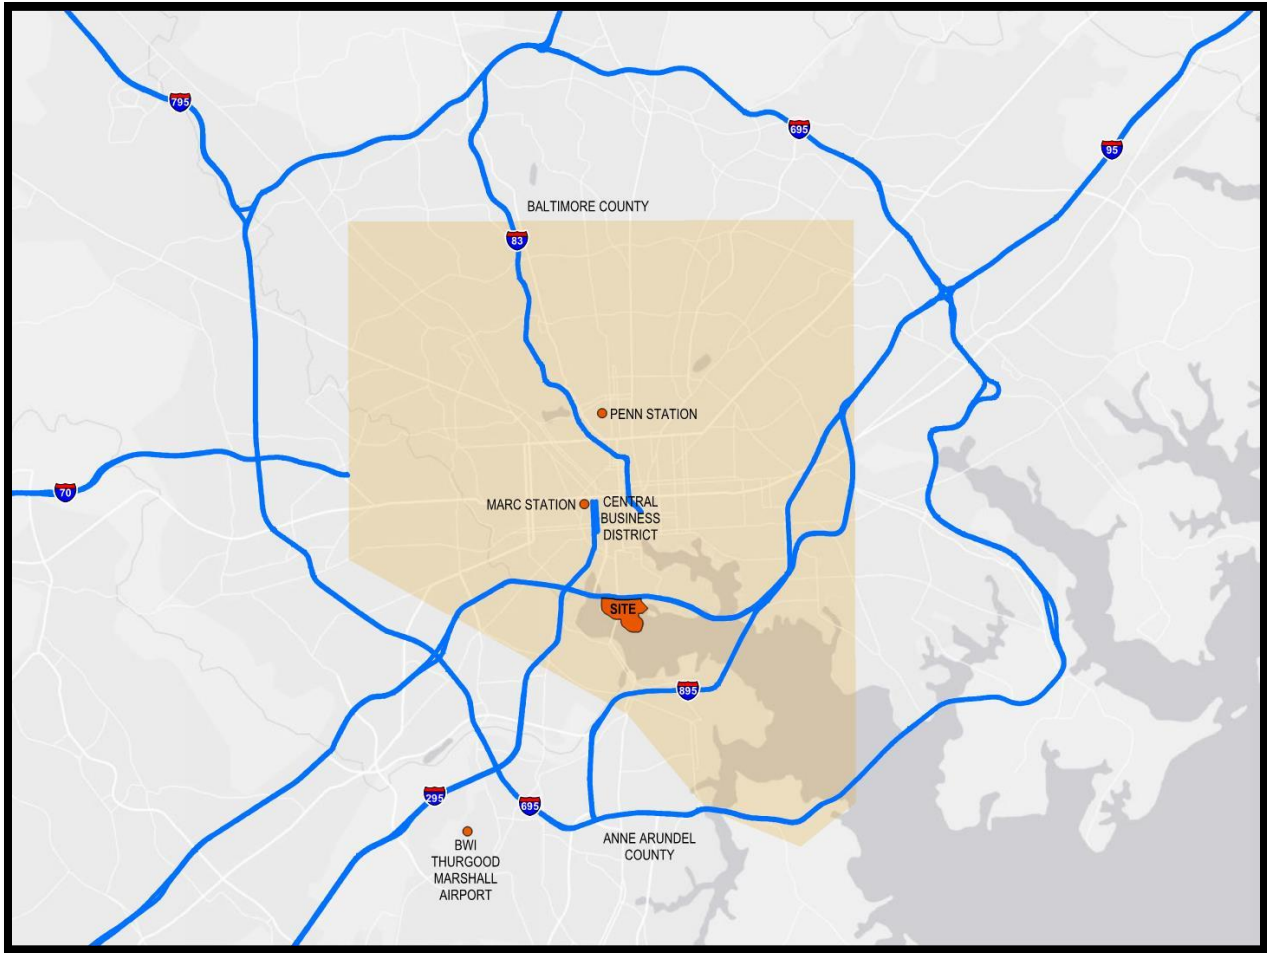 795
695
95
BALTIMORE COUNTY
83
PENN STATION
70
MARC STATION
CENTRAL
BUSINESS
DISTRICT
SITE
895
295
695
BWI
THURGOOD
MARSHALL
AIRPORT
ANNE ARUNDEL
COUNTY